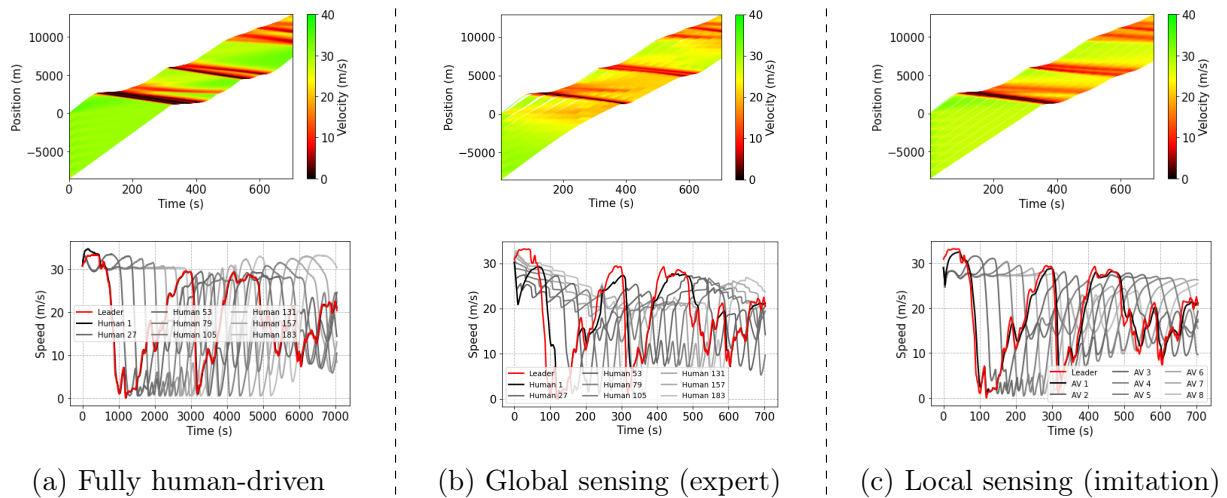 10000
5000
0
−5000
Position (m)
0
200
400
600
Time (s)
40
30
20
10
0
Velocity (m/s)
30
20
10
0
Speed (m/s)
Leader
Human 1
Human 27
Human 53
Human 79
Human 105
Human 131
Human 157
Human 183
0
1000
2000
3000
4000
5000
6000
7000
Time (s)
(a) Fully human-driven
10000
5000
0
−5000
Position (m)
200
400
600
Time (s)
40
30
20
10
0
Velocity (m/s)
30
20
10
0
Speed (m/s)
Leader
Human 1
Human 27
Human 53
Human 79
Human 105
Human 131
Human 157
Human 183
0
100
200
300
400
500
600
700
Time (s)
(b) Global sensing (expert)
10000
5000
0
−5000
Position (m)
200
400
600
Time (s)
40
30
20
10
0
Velocity (m/s)
30
20
10
0
Speed (m/s)
Leader
AV 1
AV 2
AV 3
AV 4
AV 5
AV 6
AV 7
AV 8
0
100
200
300
400
500
600
700
Time (s)
(c) Local sensing (imitation)